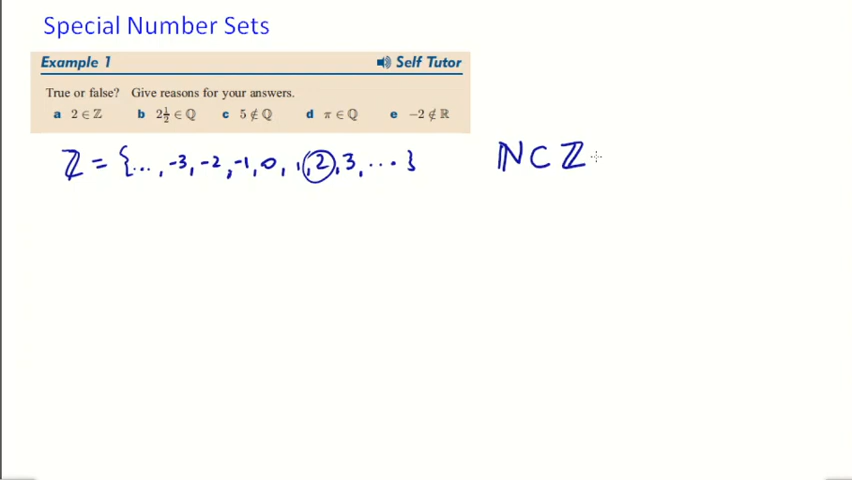 Special Number Sets
Example 1 Self Tutor
True or false? Give reasons for your answers.
a 2 ∈ ℤ b 2½ ∈ ℚ c 5 ∉ ℚ d π ∈ ℚ e −2 ∉ ℝ
ℤ = {..., -3, -2, -1, 0, 1, 2, 3, ...} ℕ ⊂ ℤ